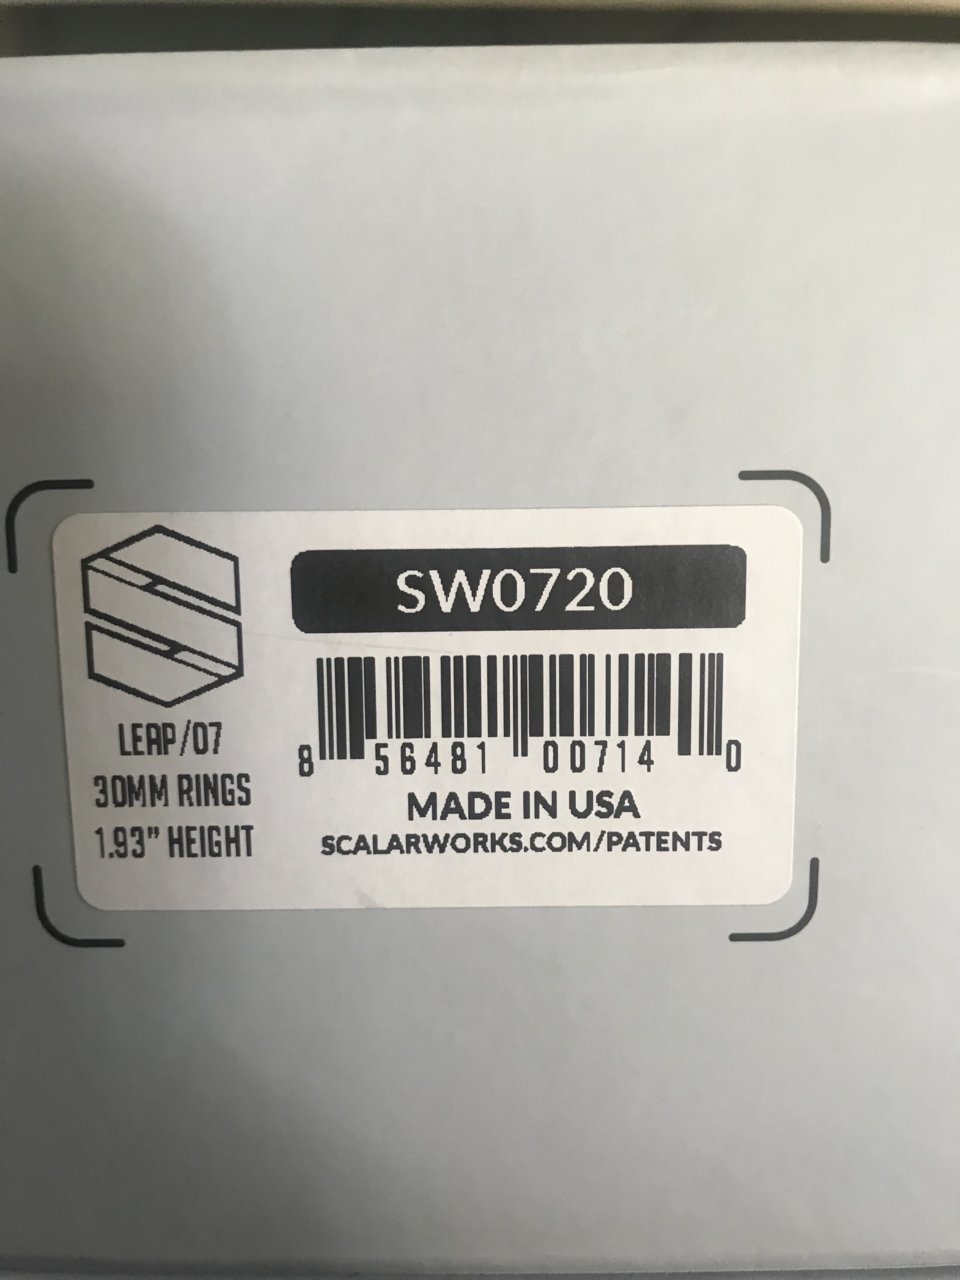 SW0720
LEAP/07
30MM RINGS
1.93" HEIGHT
8 56481 00714 0
MADE IN USA
SCALARWORKS.COM/PATENTS